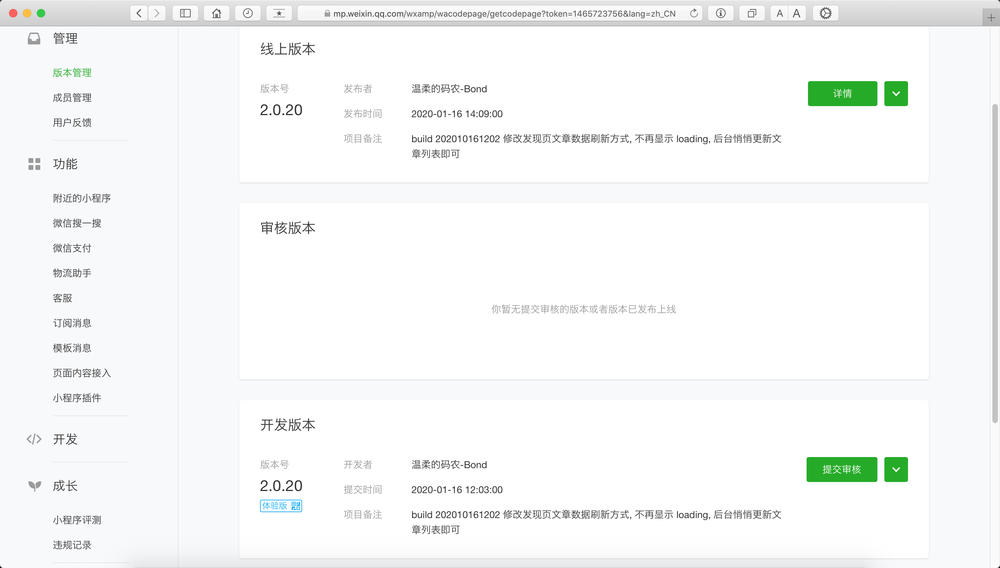 mp.weixin.qq.com/wxamp/wacodepage/getcodepage?token=1465723756&lang=zh_CN
A A
管理
版本管理
成员管理
用户反馈
功能
附近的小程序
微信搜一搜
微信支付
物流助手
客服
订阅消息
模板消息
页面内容接入
小程序插件
开发
成长
小程序评测
违规记录
线上版本
版本号
2.0.20
发布者
温柔的码农-Bond
发布时间
2020-01-16 14:09:00
项目备注
build 202010161202 修改发现页文章数据刷新方式, 不再显示 loading, 后台悄悄更新文
章列表即可
详情
审核版本
你暂无提交审核的版本或者版本已发布上线
开发版本
版本号
2.0.20
体验版
开发者
温柔的码农-Bond
提交时间
2020-01-16 12:03:00
项目备注
build 202010161202 修改发现页文章数据刷新方式, 不再显示 loading, 后台悄悄更新文
章列表即可
提交审核